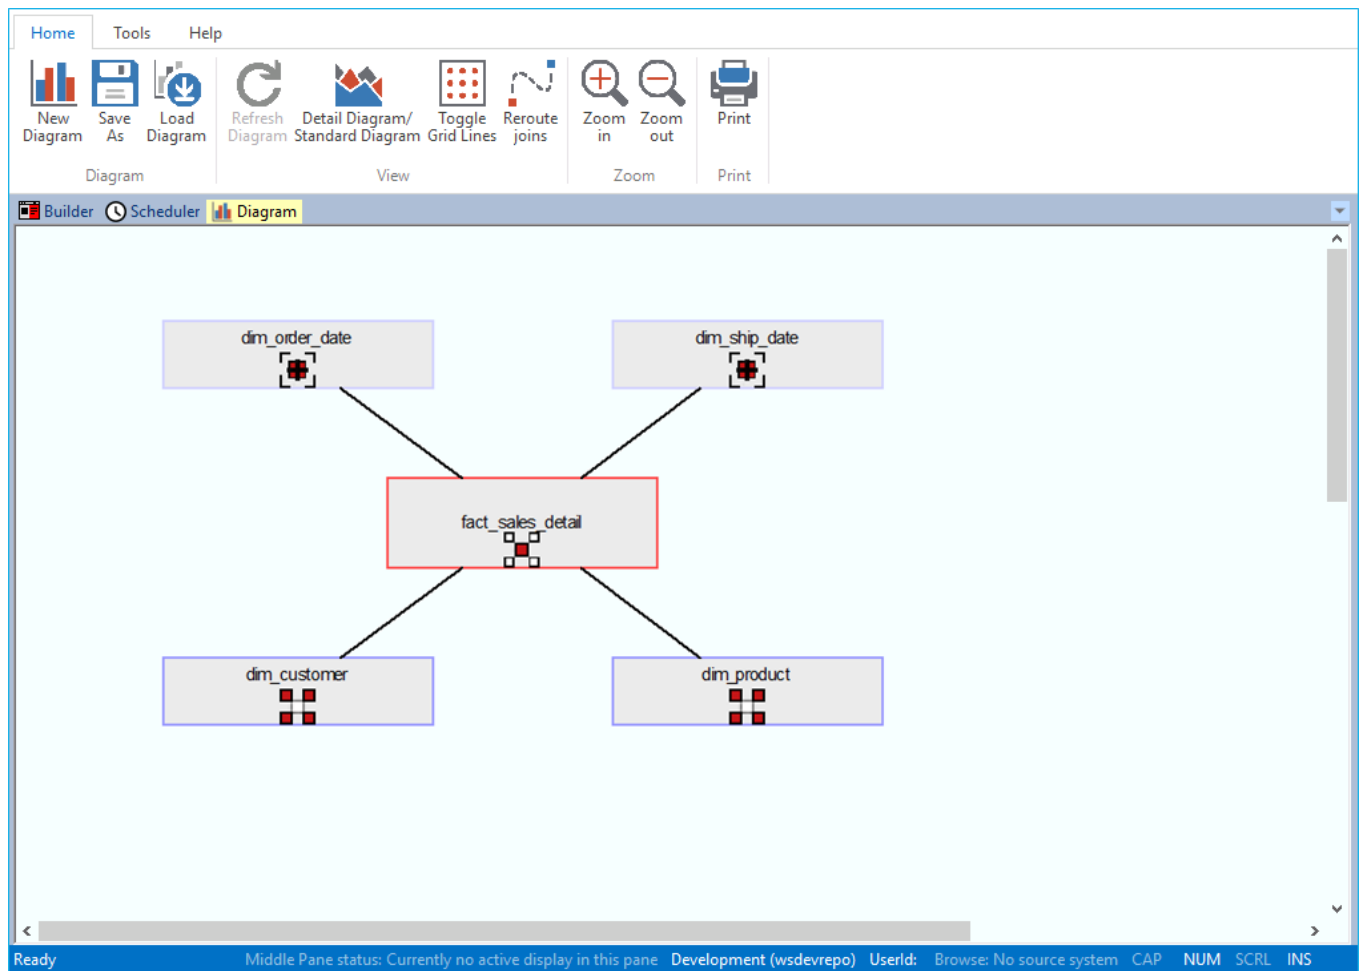 Home Tools Help
New Diagram
Save As
Load Diagram
Refresh Diagram
Detail Diagram/ Standard Diagram
Toggle Grid Lines
Reroute joins
Zoom in
Zoom out
Print
Diagram View Zoom Print
Builder Scheduler Diagram
dim_order_date dim_ship_date
fact_sales_detail
dim_customer dim_product
Ready Middle Pane status: Currently no active display in this pane Development (wsdevrepo) UserId: Browse: No source system CAP NUM SCRL INS